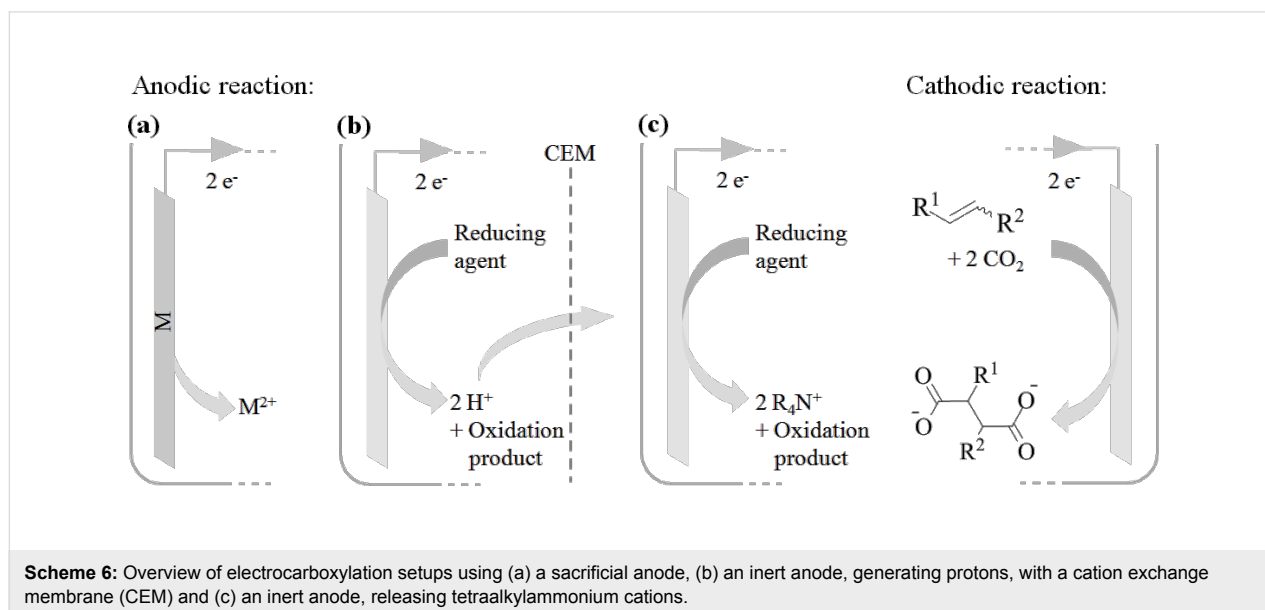 Anodic reaction:
Cathodic reaction:
(a)
(b)
(c)
CEM
2 e-
2 e-
2 e-
2 e-
M
M2+
Reducing
agent
2 H+
+ Oxidation
product
Reducing
agent
2 R4N+
+ Oxidation
product
R1
R2
+ 2 CO2
O
R1
O-
-O
R2
O
Scheme 6: Overview of electrocarboxylation setups using (a) a sacrificial anode, (b) an inert anode, generating protons, with a cation exchange
membrane (CEM) and (c) an inert anode, releasing tetraalkylammonium cations.